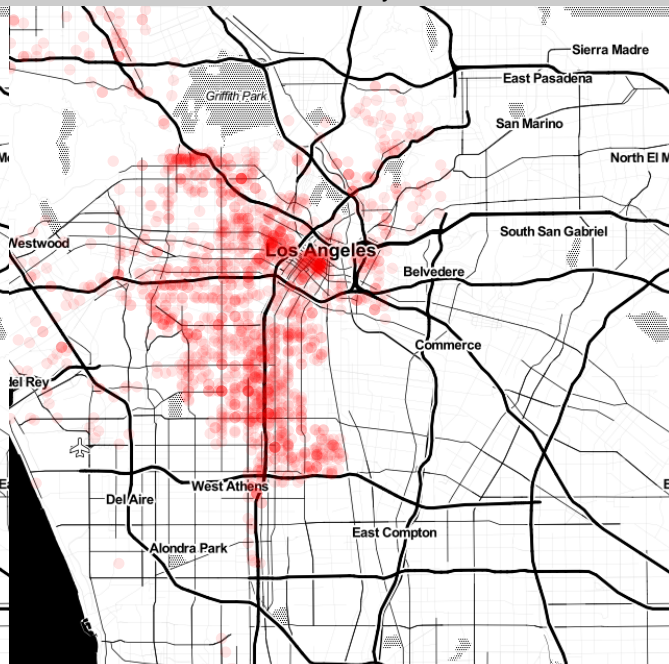 Sierra Madre
East Pasadena
Griffith Park
San Marino
North El M
Westwood
South San Gabriel
Los Angeles
Belvedere
Commerce
del Rey
West Athens
Del Aire
East Compton
Alondra Park